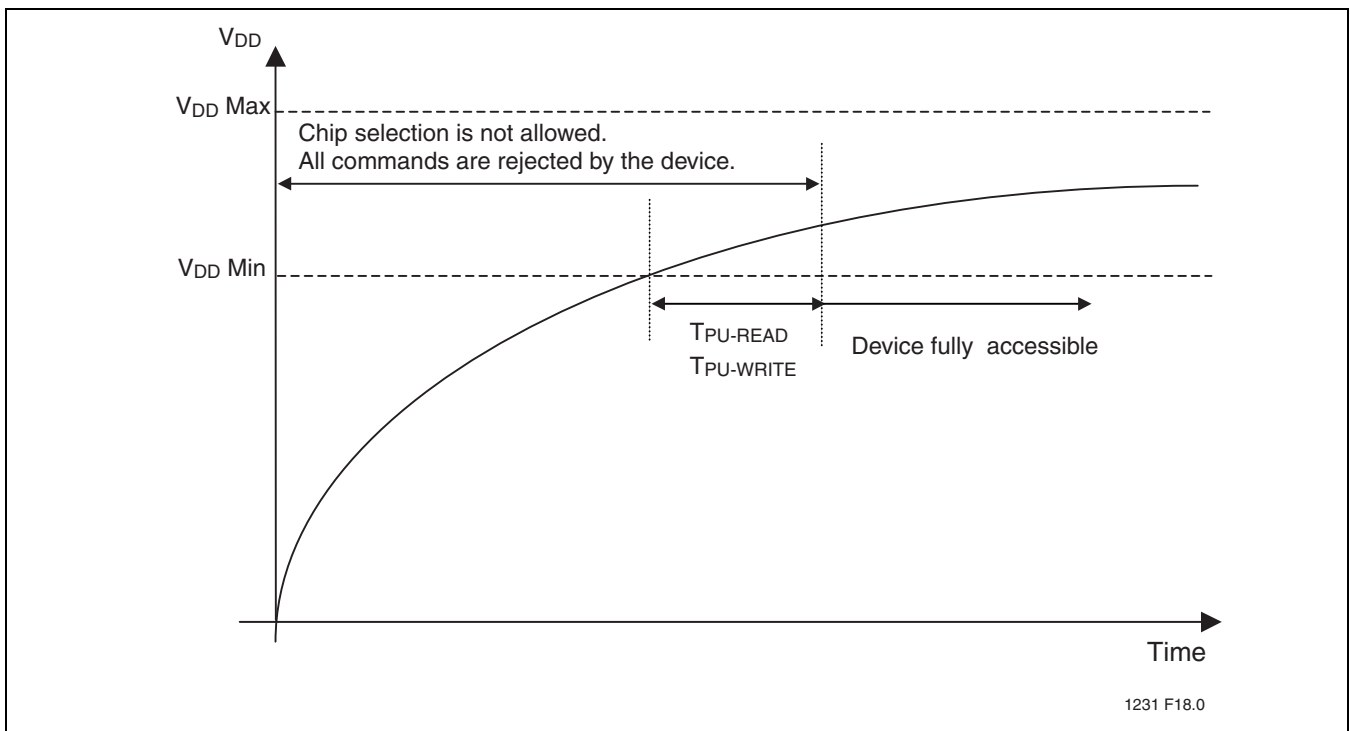 VDD
VDD Max
Chip selection is not allowed.
All commands are rejected by the device.
VDD Min
TPU-READ
TPU-WRITE
Device fully accessible
Time
1231 F18.0